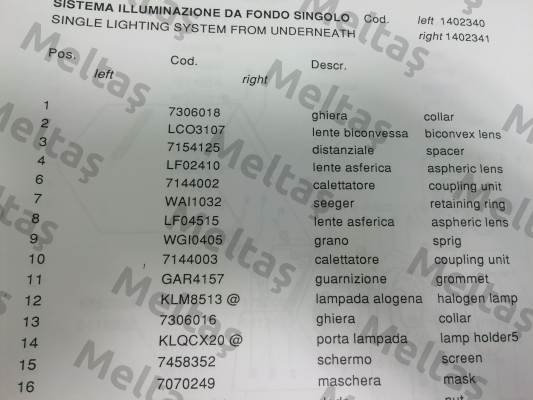 SISTEMA ILLUMINAZIONE DA FONDO SINGOLO Cod. left 1402340
SINGLE LIGHTING SYSTEM FROM UNDERNEATH right 1402341
Pos. Cod. Descr.
left right
1 7306018 ghiera collar
2 LCO3107 lente biconvessa biconvex lens
3 7154125 distanziale spacer
4 LF02410 lente asferica aspheric lens
6 7144002 calettatore coupling unit
7 WAI1032 seeger retaining ring
8 LF04515 lente asferica aspheric lens
9 WGI0405 grano sprig
10 7144003 calettatore coupling unit
11 GAR4157 guarnizione grommet
12 KLM8513 @ lampada alogena halogen lamp
13 7306016 ghiera collar
14 KLQCX20 @ porta lampada lamp holder5
15 7458352 schermo screen
16 7070249 maschera mask
nut
Meltaş